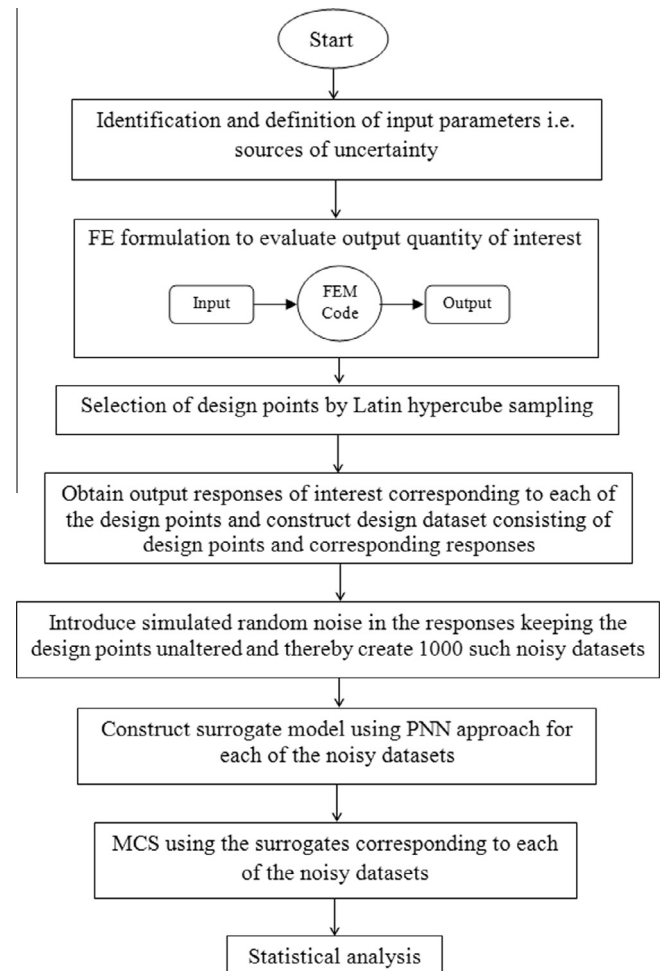 Start
Identification and definition of input parameters i.e.
sources of uncertainty
FE formulation to evaluate output quantity of interest
Input
FEM
Code
Output
Selection of design points by Latin hypercube sampling
Obtain output responses of interest corresponding to each of
the design points and construct design dataset consisting of
design points and corresponding responses
Introduce simulated random noise in the responses keeping the
design points unaltered and thereby create 1000 such noisy datasets
Construct surrogate model using PNN approach for
each of the noisy datasets
MCS using the surrogates corresponding to each
of the noisy datasets
Statistical analysis